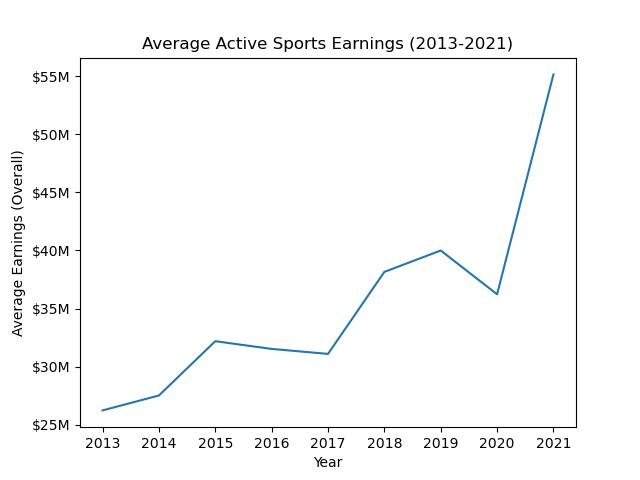 Average Active Sports Earnings (2013-2021)
Average Earnings (Overall)
$55M
$50M
$45M
$40M
$35M
$30M
$25M
2013 2014 2015 2016 2017 2018 2019 2020 2021
Year